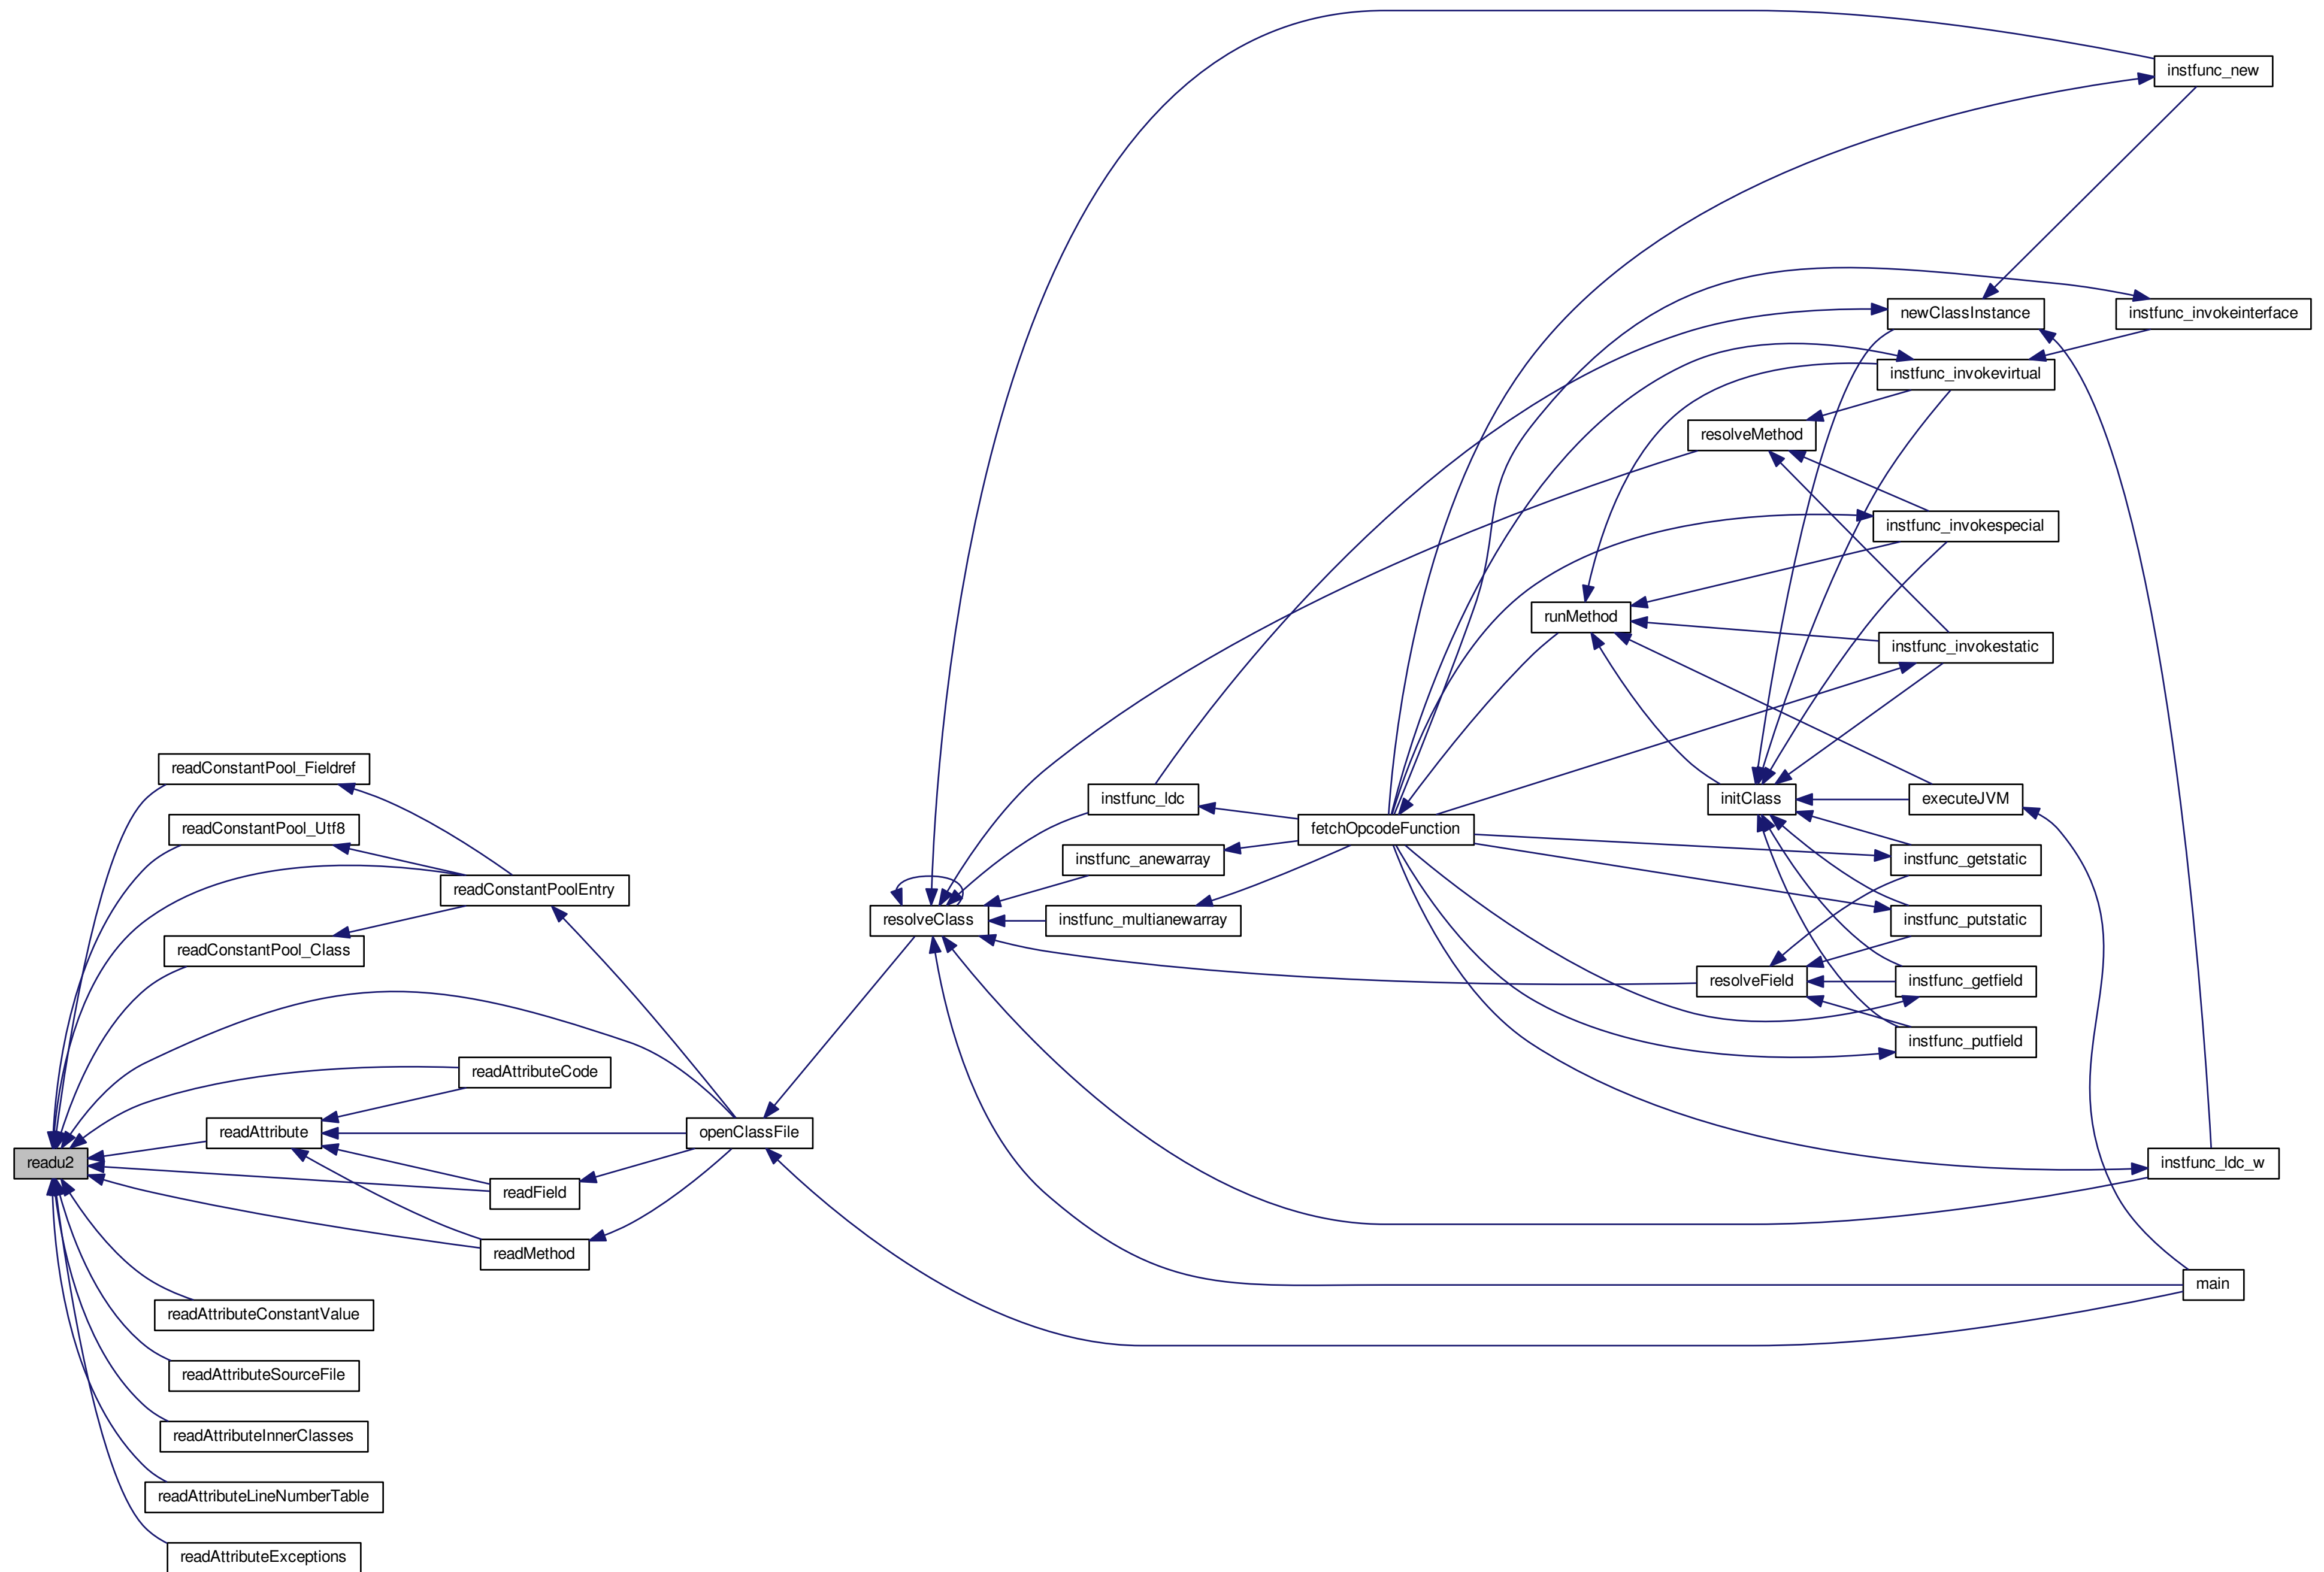 instfunc_new
newClassInstance
instfunc_invokeinterface
instfunc_invokevirtual
resolveMethod
instfunc_invokespecial
runMethod
instfunc_invokestatic
readConstantPool_Fieldref
instfunc_ldc
initClass
executeJVM
readConstantPool_Utf8
fetchOpcodeFunction
instfunc_anewarray
instfunc_getstatic
readConstantPoolEntry
resolveClass
instfunc_multianewarray
instfunc_putstatic
readConstantPool_Class
resolveField
instfunc_getfield
instfunc_putfield
readAttributeCode
readAttribute
openClassFile
readu2
instfunc_ldc_w
readField
readMethod
main
readAttributeConstantValue
readAttributeSourceFile
readAttributeInnerClasses
readAttributeLineNumberTable
readAttributeExceptions